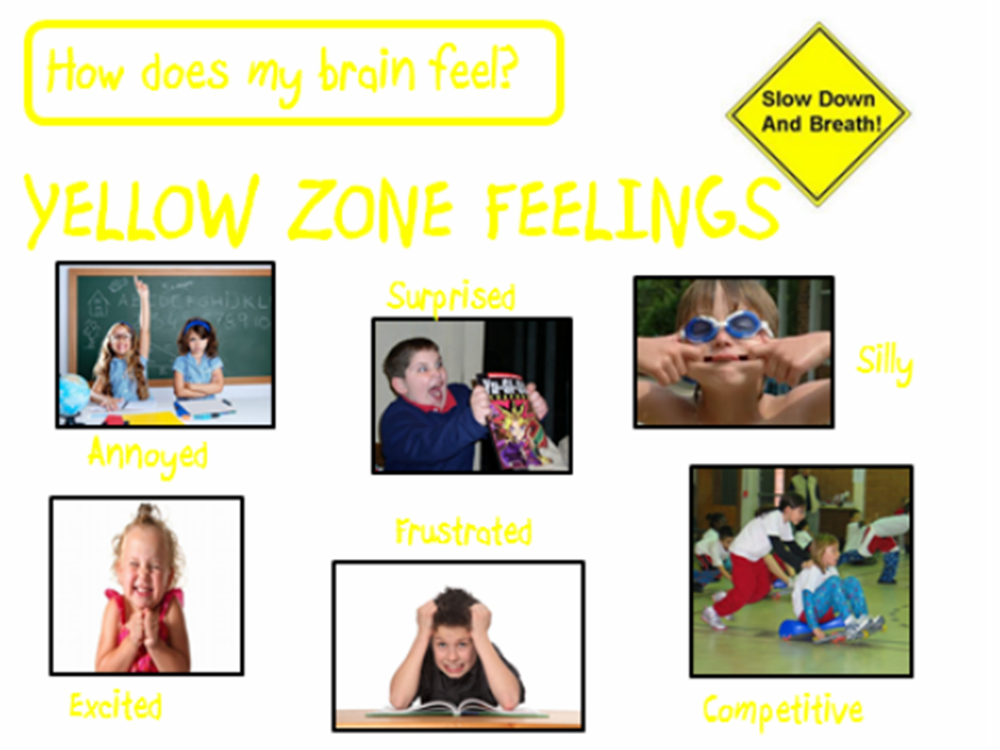 How does my brain feel?
Slow Down
And Breath!
YELLOW ZONE FEELINGS
Surprised
Silly
Annoyed
Frustrated
Excited
Competitive